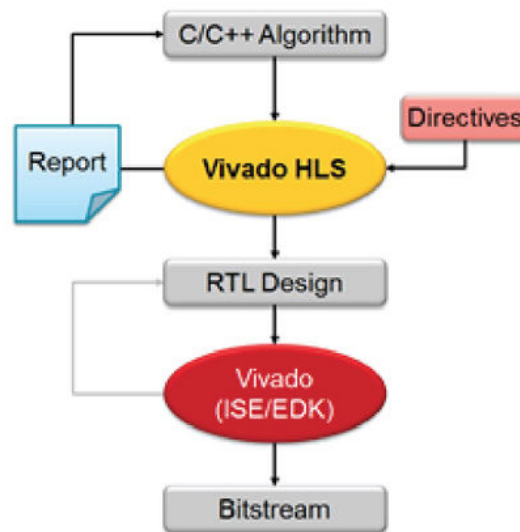 C/C++ Algorithm
Directives
Report
Vivado HLS
RTL Design
Vivado
(ISE/EDK)
Bitstream